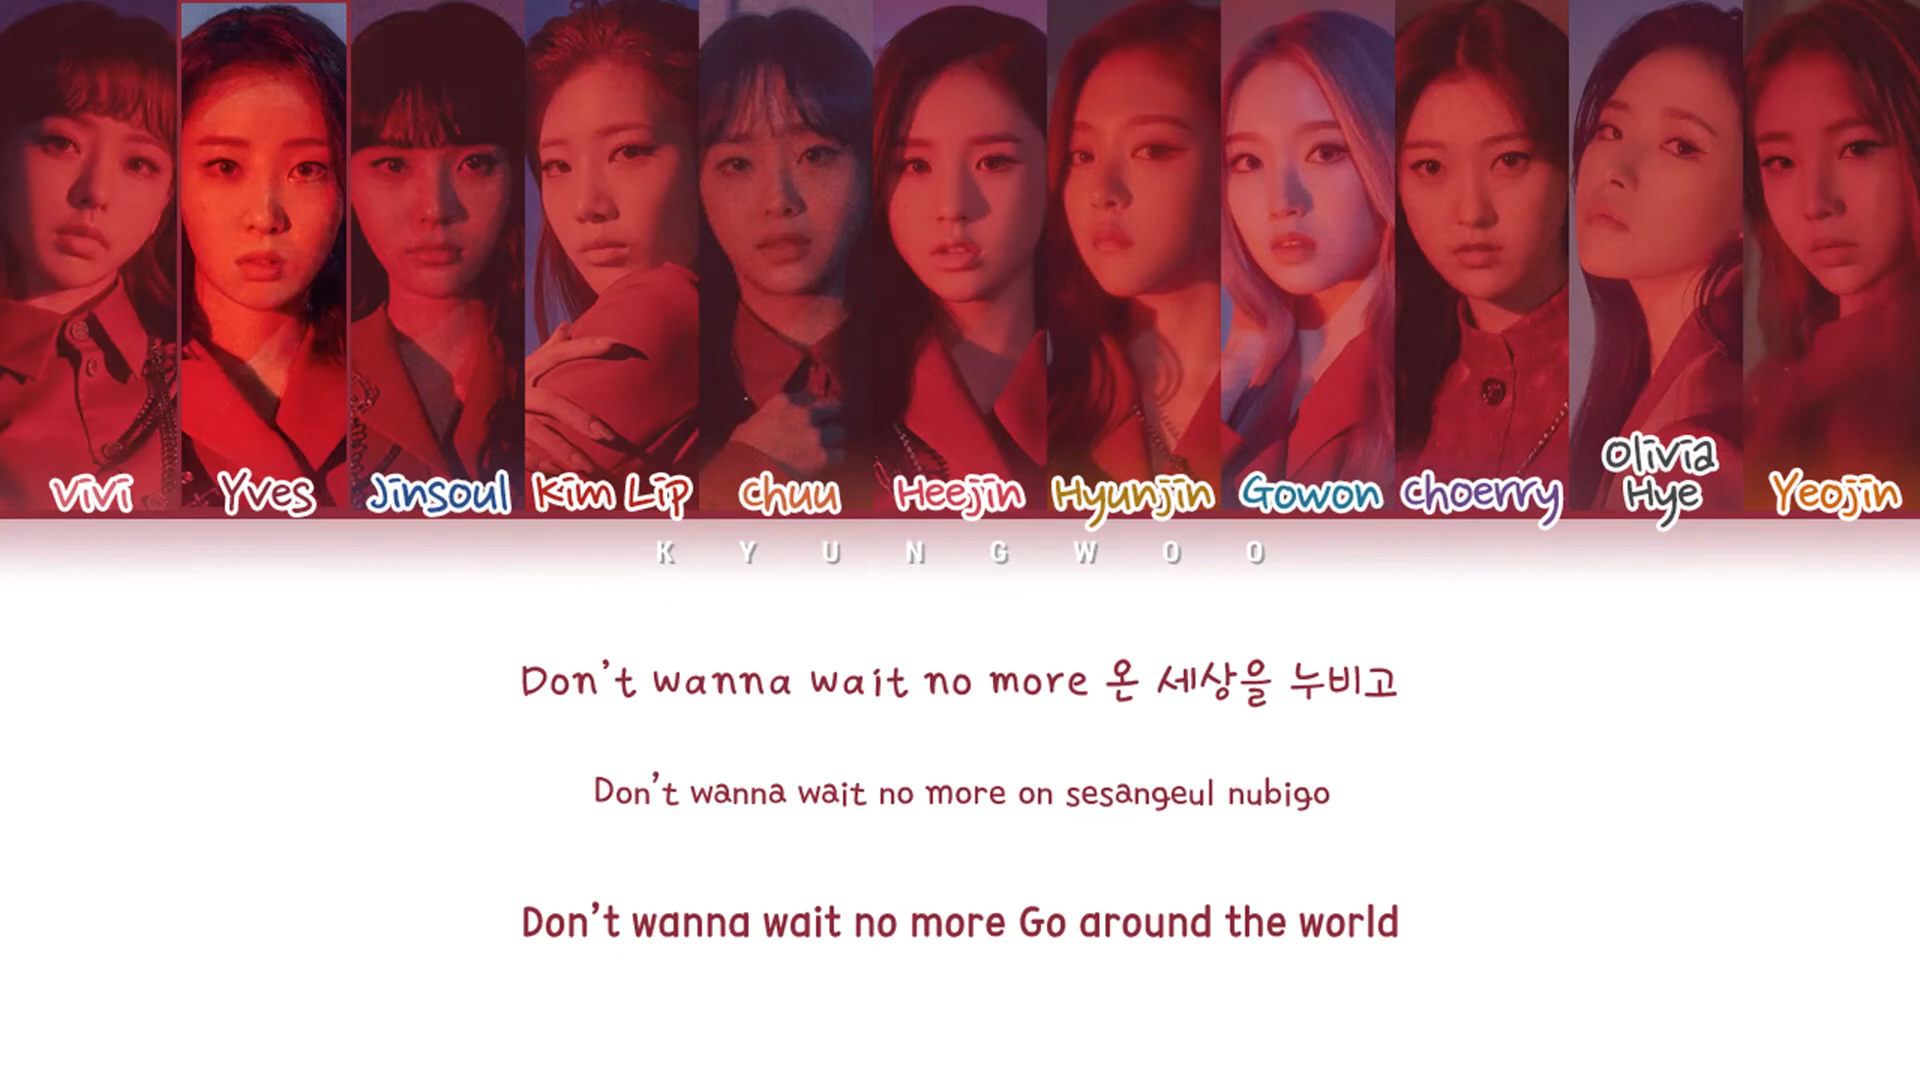 ViVi Yves Jinsoul Kim Lip Chuu Heejin Hyunjin Gowon Choerry Olivia Hye Yeojin
KYUNGWOO
Don't wanna wait no more 온 세상을 누비고
Don't wanna wait no more on sesangeul nubigo
Don't wanna wait no more Go around the world